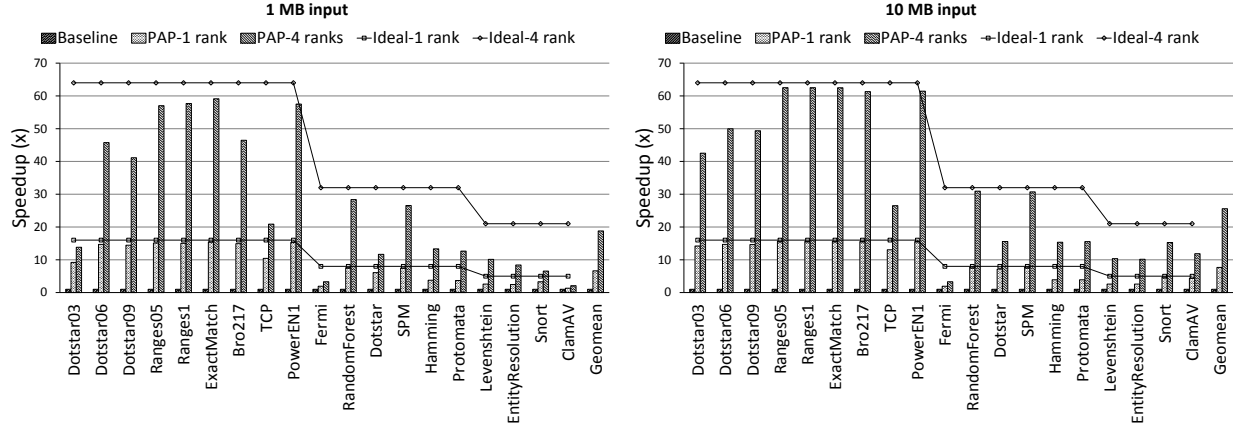 1 MB input
Baseline PAP-1 rank PAP-4 ranks Ideal-1 rank Ideal-4 rank
Speedup (x)
70
60
50
40
30
20
10
0
Dotstar03
Dotstar06
Dotstar09
Ranges05
Ranges1
ExactMatch
Bro217
TCP
PowerEN1
Fermi
RandomForest
Dotstar
SPM
Hamming
Protomata
Levenshtein
EntityResolution
Snort
ClamAV
Geomean
10 MB input
Baseline PAP-1 rank PAP-4 ranks Ideal-1 rank Ideal-4 rank
Speedup (x)
70
60
50
40
30
20
10
0
Dotstar03
Dotstar06
Dotstar09
Ranges05
Ranges1
ExactMatch
Bro217
TCP
PowerEN1
Fermi
RandomForest
Dotstar
SPM
Hamming
Protomata
Levenshtein
EntityResolution
Snort
ClamAV
Geomean